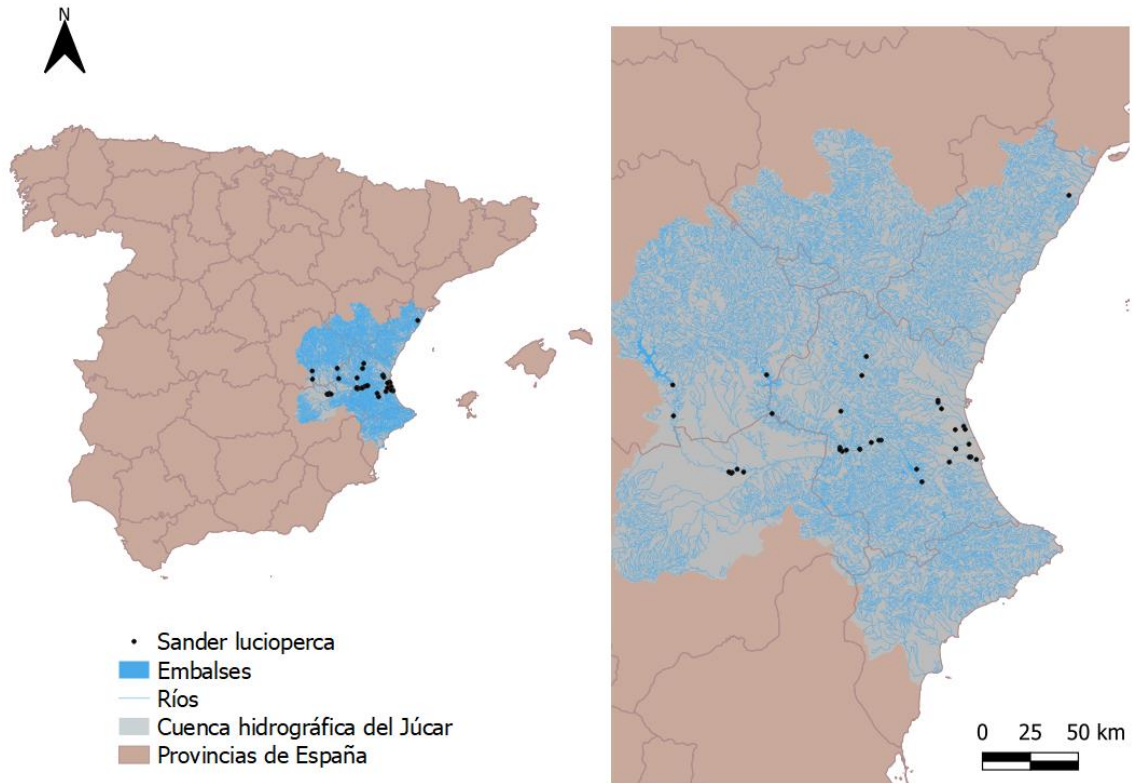 N
Sander lucioperca
Embalses
Ríos
Cuenca hidrográfica del Júcar
Provincias de España
0 25 50 km